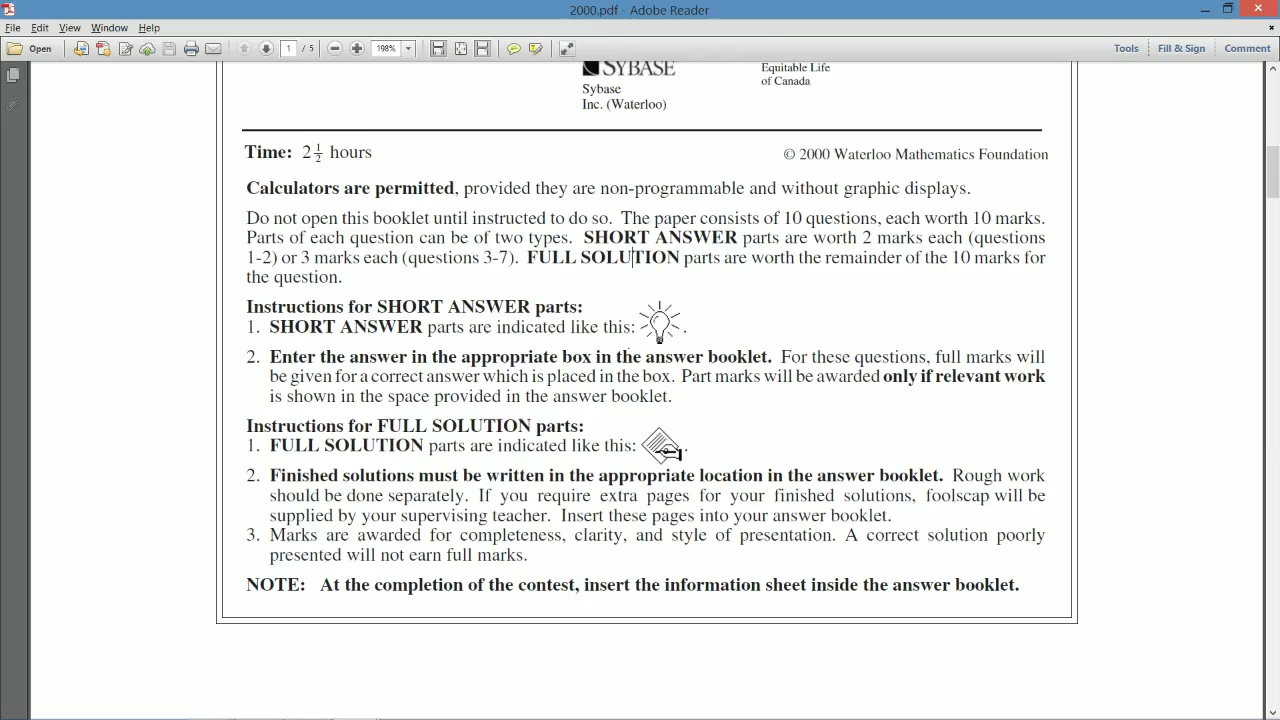 2000.pdf - Adobe Reader
File Edit View Window Help
Open 1 / 5 198% Tools Fill & Sign Comment
SYBASE
Sybase
Inc. (Waterloo)
Equitable Life
of Canada
Time: 2 1/2 hours
© 2000 Waterloo Mathematics Foundation
Calculators are permitted, provided they are non-programmable and without graphic displays.
Do not open this booklet until instructed to do so. The paper consists of 10 questions, each worth 10 marks.
Parts of each question can be of two types. SHORT ANSWER parts are worth 2 marks each (questions
1-2) or 3 marks each (questions 3-7). FULL SOLUTION parts are worth the remainder of the 10 marks for
the question.
Instructions for SHORT ANSWER parts:
1. SHORT ANSWER parts are indicated like this: .
2. Enter the answer in the appropriate box in the answer booklet. For these questions, full marks will
be given for a correct answer which is placed in the box. Part marks will be awarded only if relevant work
is shown in the space provided in the answer booklet.
Instructions for FULL SOLUTION parts:
1. FULL SOLUTION parts are indicated like this: .
2. Finished solutions must be written in the appropriate location in the answer booklet. Rough work
should be done separately. If you require extra pages for your finished solutions, foolscap will be
supplied by your supervising teacher. Insert these pages into your answer booklet.
3. Marks are awarded for completeness, clarity, and style of presentation. A correct solution poorly
presented will not earn full marks.
NOTE: At the completion of the contest, insert the information sheet inside the answer booklet.